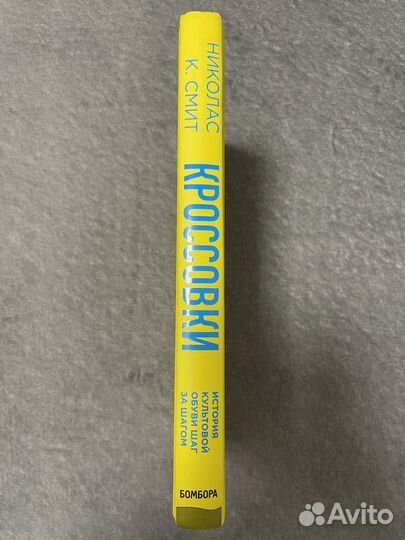 НИКОЛАС
К. СМИТ
КРОССОВКИ
ИСТОРИЯ
КУЛЬТОВОЙ
ОБУВИ ШАГ
ЗА ШАГОМ
БОМБОРА
Avito